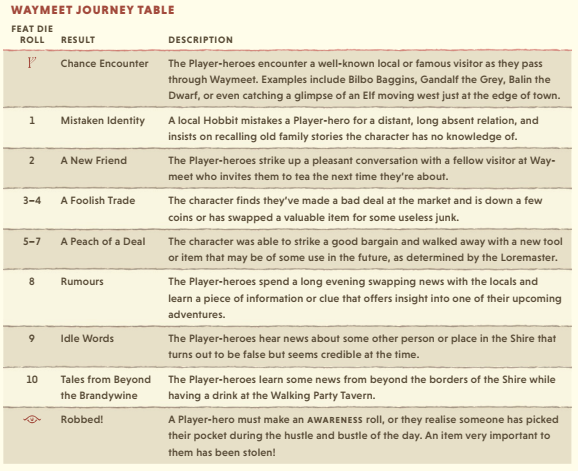 WAYMEET JOURNEY TABLE
FEAT DIE
ROLL RESULT DESCRIPTION
Chance Encounter The Player-heroes encounter a well-known local or famous visitor as they pass
through Waymeet. Examples include Bilbo Baggins, Gandalf the Grey, Balin the
Dwarf, or even catching a glimpse of an Elf moving west just at the edge of town.
1 Mistaken Identity A local Hobbit mistakes a Player-hero for a distant, long absent relation, and
insists on recalling old family stories the character has no knowledge of.
2 A New Friend The Player-heroes strike up a pleasant conversation with a fellow visitor at Way-
meet who invites them to tea the next time they're about.
3–4 A Foolish Trade The character finds they've made a bad deal at the market and is down a few
coins or has swapped a valuable item for some useless junk.
5–7 A Peach of a Deal The character was able to strike a good bargain and walked away with a new tool
or item that may be of some use in the future, as determined by the Loremaster.
8 Rumours The Player-heroes spend a long evening swapping news with the locals and
learn a piece of information or clue that offers insight into one of their upcoming
adventures.
9 Idle Words The Player-heroes hear news about some other person or place in the Shire that
turns out to be false but seems credible at the time.
10 Tales from Beyond The Player-heroes learn some news from beyond the borders of the Shire while
the Brandywine having a drink at the Walking Party Tavern.
Robbed! A Player-hero must make an AWARENESS roll, or they realise someone has picked
their pocket during the hustle and bustle of the day. An item very important to
them has been stolen!